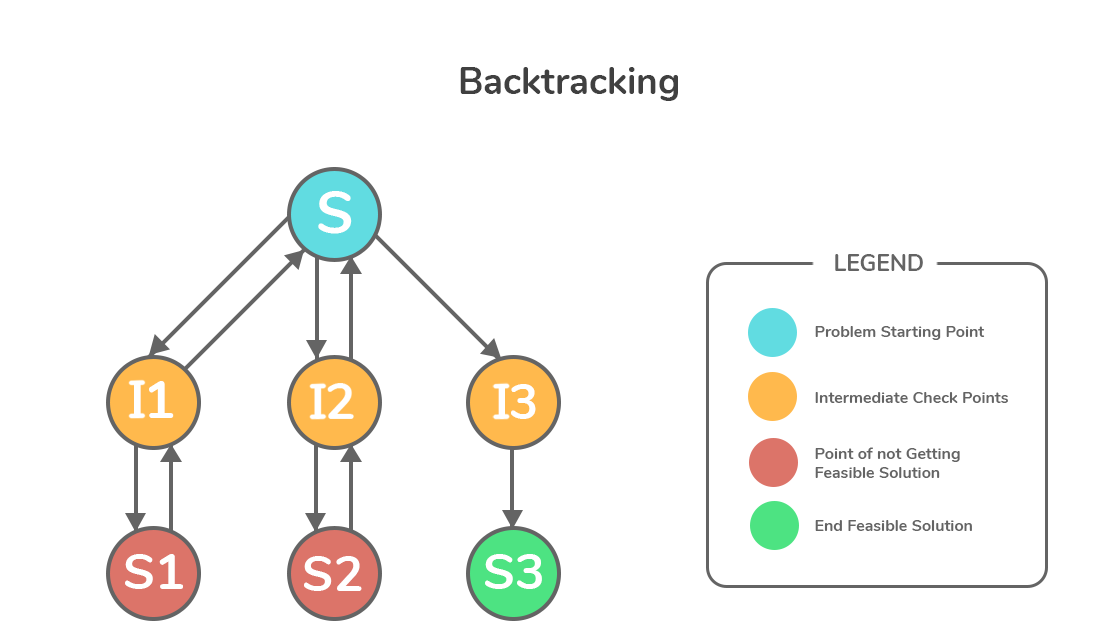 Backtracking
S
LEGEND
Problem Starting Point
I1 I2 I3
Intermediate Check Points
Point of not Getting
Feasible Solution
End Feasible Solution
S1 S2 S3